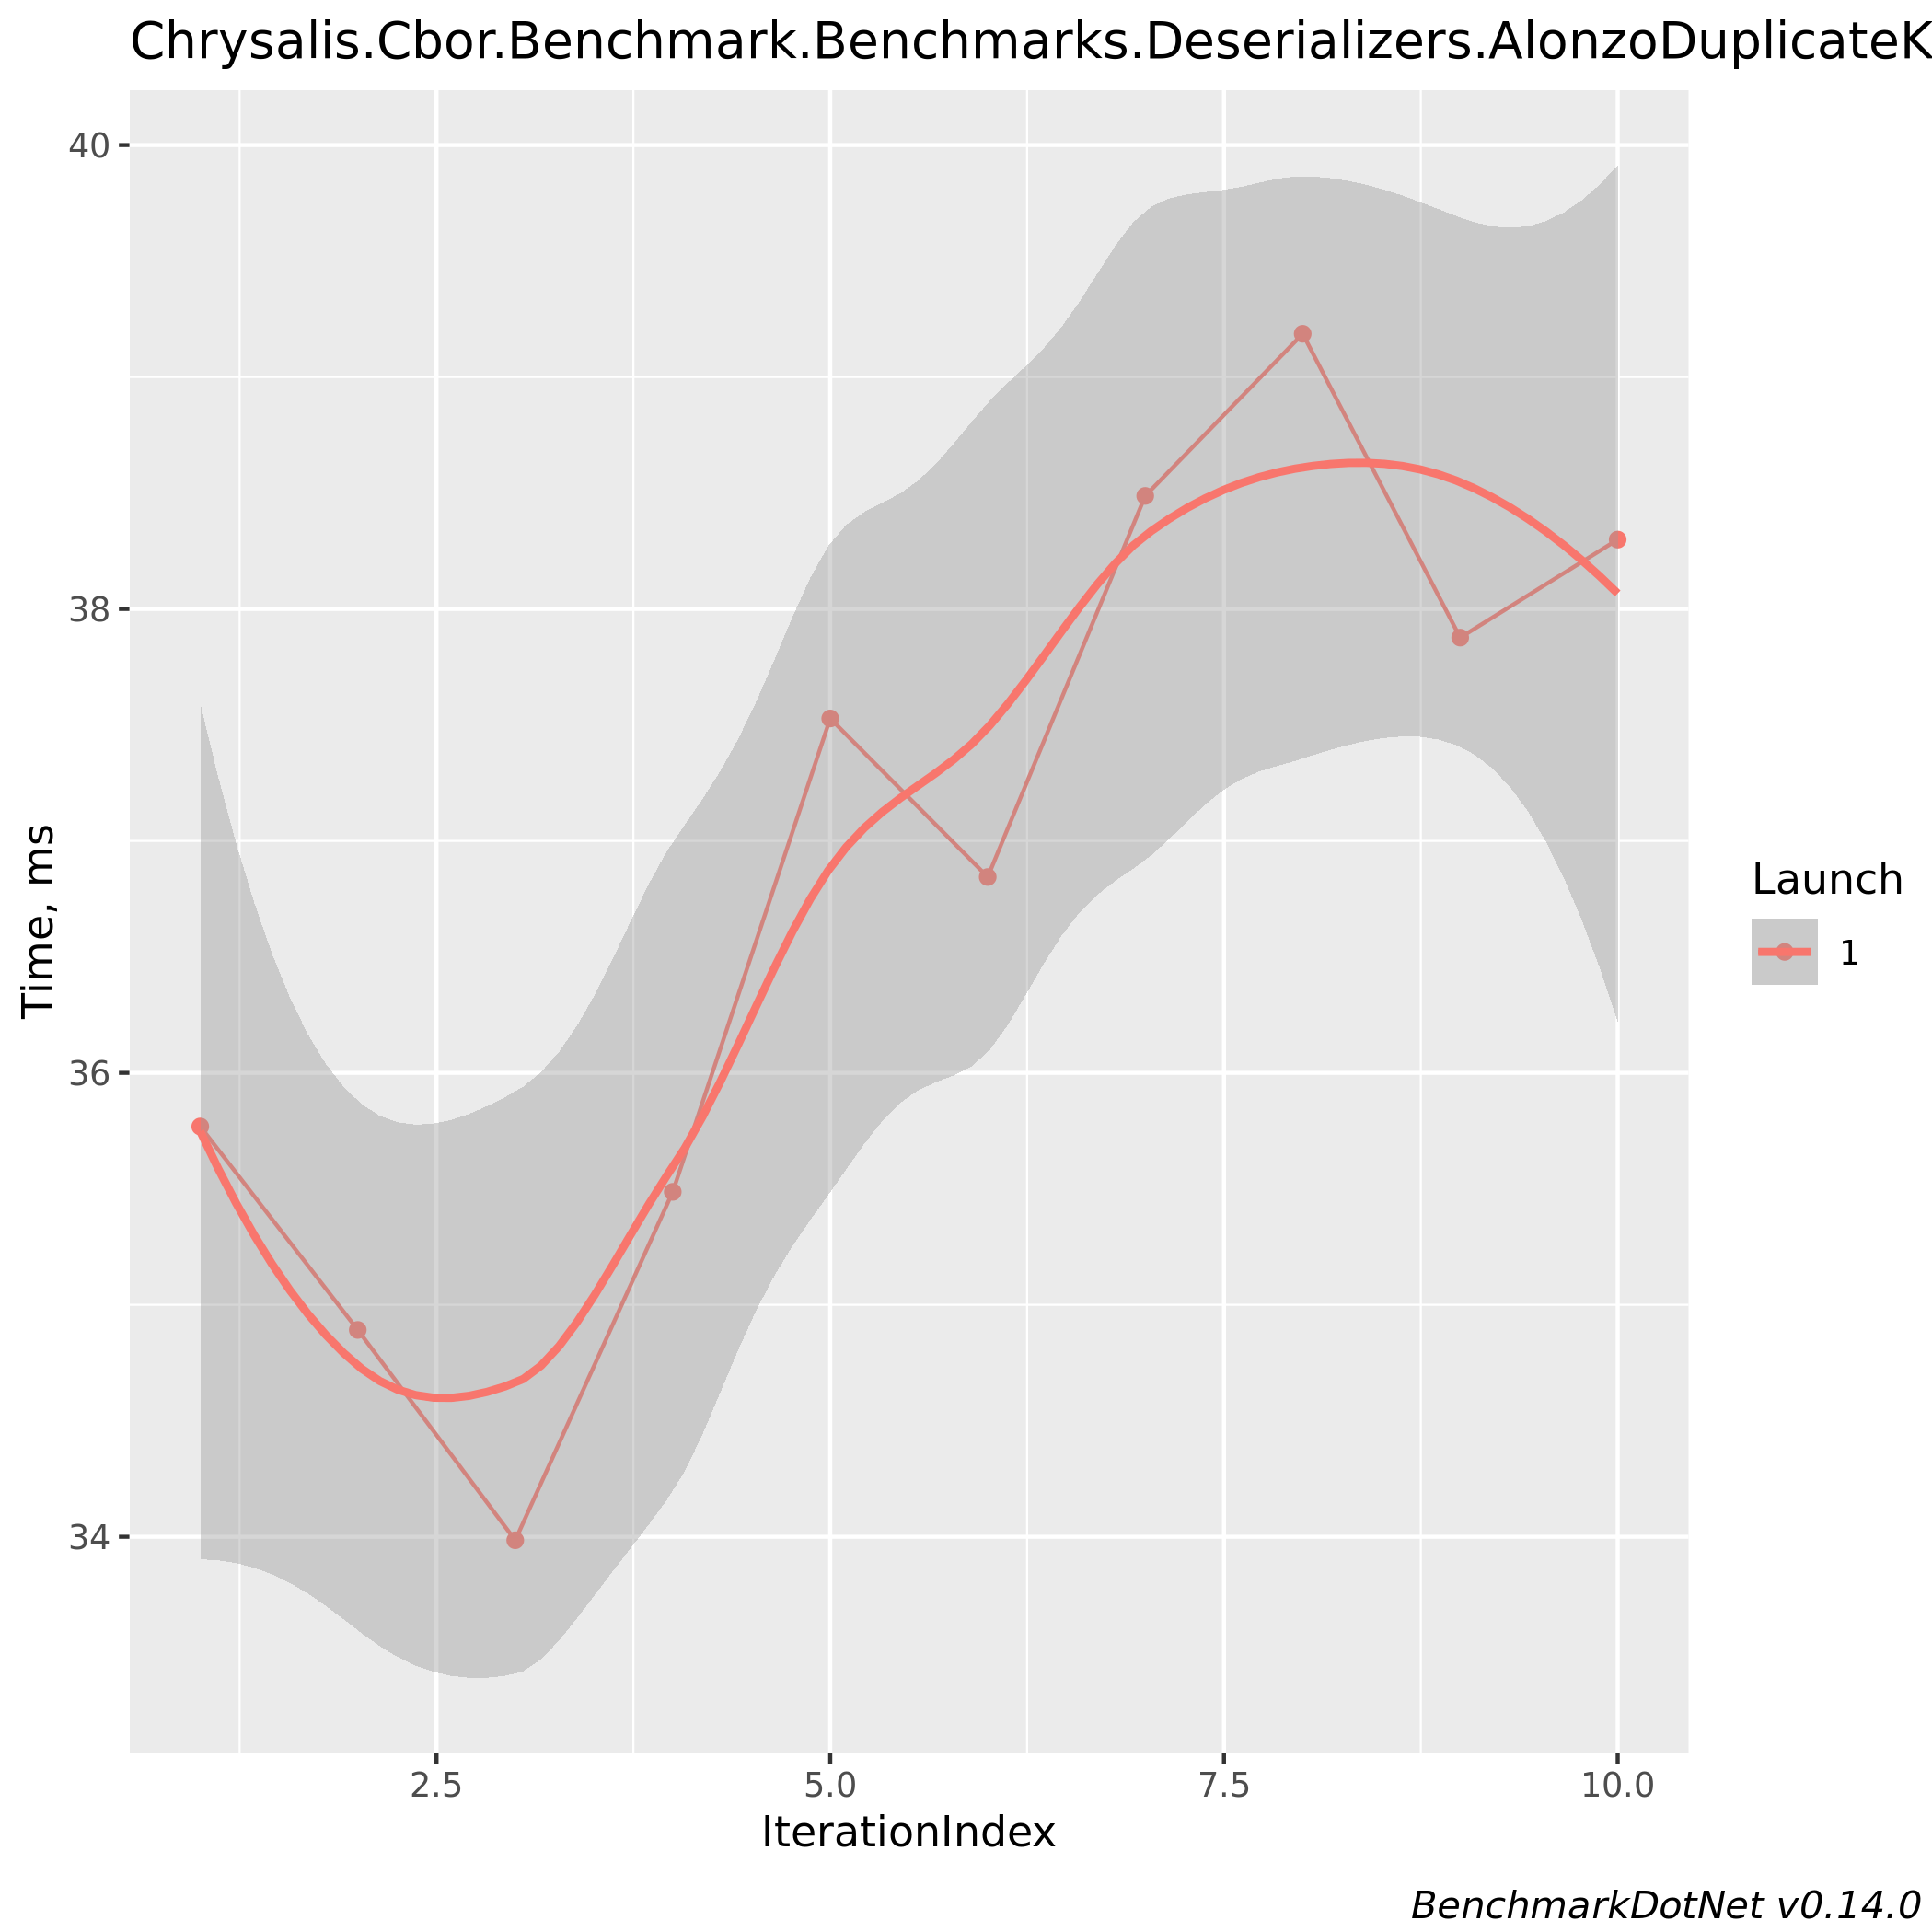 Chrysalis.Cbor.Benchmark.Benchmarks.Deserializers.AlonzoDuplicateK
40
38
36
34
Time, ms
Launch
1
2.5 5.0 7.5 10.0
IterationIndex
BenchmarkDotNet v0.14.0